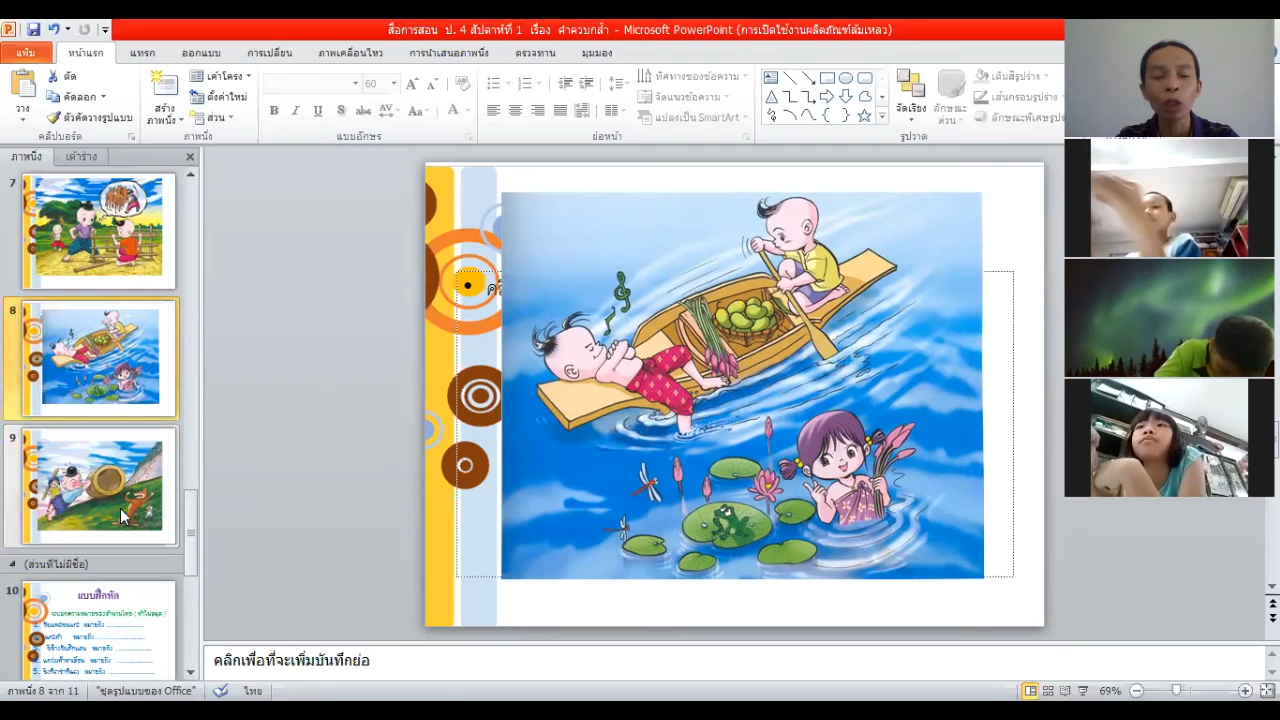 สื่อการสอน ป. 4 สัปดาห์ที่ 1 เรื่อง คำควบกล้ำ - Microsoft PowerPoint (การเปิดใช้งานผลิตภัณฑ์ล้มเหลว)
แฟ้ม หน้าแรก แทรก ออกแบบ การเปลี่ยน ภาพเคลื่อนไหว การนำเสนอภาพนิ่ง ตรวจทาน มุมมอง
วาง
ตัด
คัดลอก
ตัวคัดวางรูปแบบ
คลิปบอร์ด
สร้าง
ภาพนิ่ง
เค้าโครง
ตั้งค่าใหม่
ส่วน
ภาพนิ่ง
60
B I U S abc AV Aa A
แบบอักษร
ทิศทางของข้อความ
จัดแนวข้อความ
แปลงเป็น SmartArt
ย่อหน้า
จัดเรียง
ลักษณะ
ด่วน
เติมสีรูปร่าง
เส้นกรอบรูปร่าง
ลักษณะพิเศษรูปร่าง
รูปวาด
ภาพนิ่ง เค้าร่าง
7
8
9
(ส่วนที่ไม่มีชื่อ)
10
แบบฝึกหัด
คลิกเพื่อที่จะเพิ่มบันทึกย่อ
ภาพนิ่ง 8 จาก 11 "ชุดรูปแบบของ Office" ไทย 69%